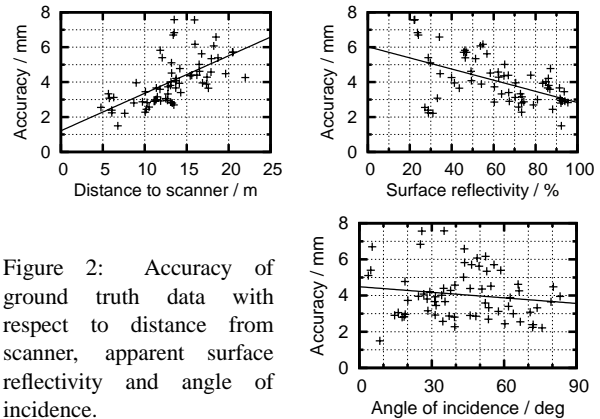 8
6
4
2
0
Accuracy / mm
0 5 10 15 20 25
Distance to scanner / m
8
6
4
2
0
Accuracy / mm
0 20 40 60 80 100
Surface reflectivity / %
8
6
4
2
0
Accuracy / mm
0 30 60 90
Angle of incidence / deg
Figure 2: Accuracy of
ground truth data with
respect to distance from
scanner, apparent surface
reflectivity and angle of
incidence.